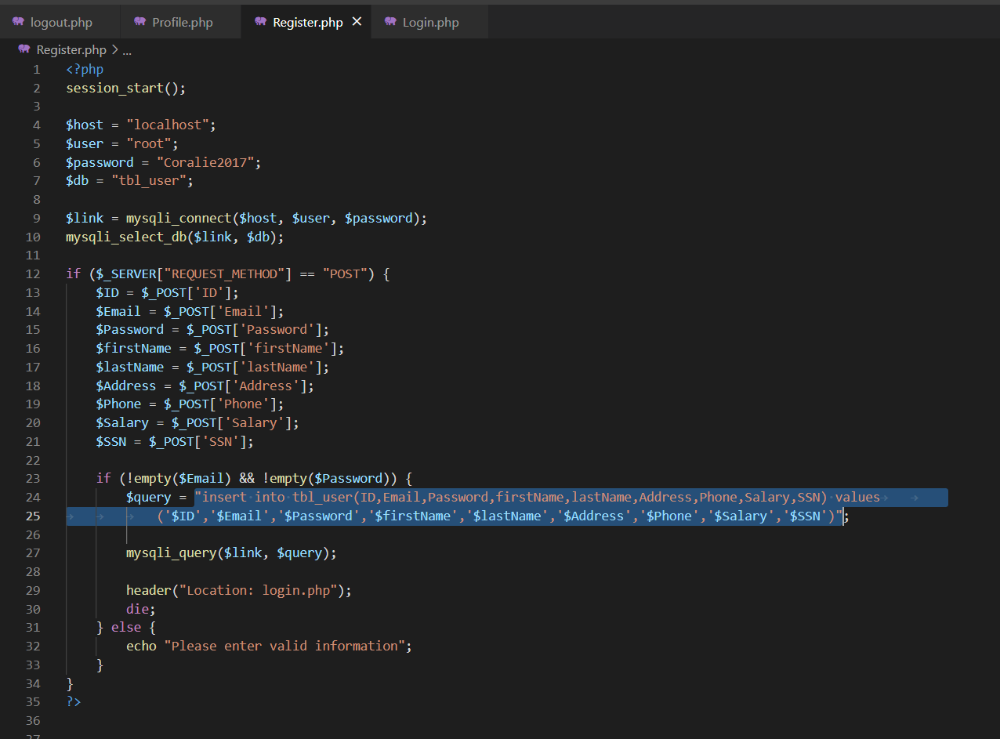 logout.php Profile.php Register.php × Login.php
Register.php > ...
1 <?php
2 session_start();
3
4 $host = "localhost";
5 $user = "root";
6 $password = "Coralie2017";
7 $db = "tbl_user";
8
9 $link = mysqli_connect($host, $user, $password);
10 mysqli_select_db($link, $db);
11
12 if ($_SERVER["REQUEST_METHOD"] == "POST") {
13 $ID = $_POST['ID'];
14 $Email = $_POST['Email'];
15 $Password = $_POST['Password'];
16 $firstName = $_POST['firstName'];
17 $lastName = $_POST['lastName'];
18 $Address = $_POST['Address'];
19 $Phone = $_POST['Phone'];
20 $Salary = $_POST['Salary'];
21 $SSN = $_POST['SSN'];
22
23 if (!empty($Email) && !empty($Password)) {
24 $query = "insert into tbl_user(ID,Email,Password,firstName,lastName,Address,Phone,Salary,SSN) values
25 ('$ID','$Email','$Password','$firstName','$lastName','$Address','$Phone','$Salary','$SSN')";
26
27 mysqli_query($link, $query);
28
29 header("Location: login.php");
30 die;
31 } else {
32 echo "Please enter valid information";
33 }
34 }
35 ?>
36
37